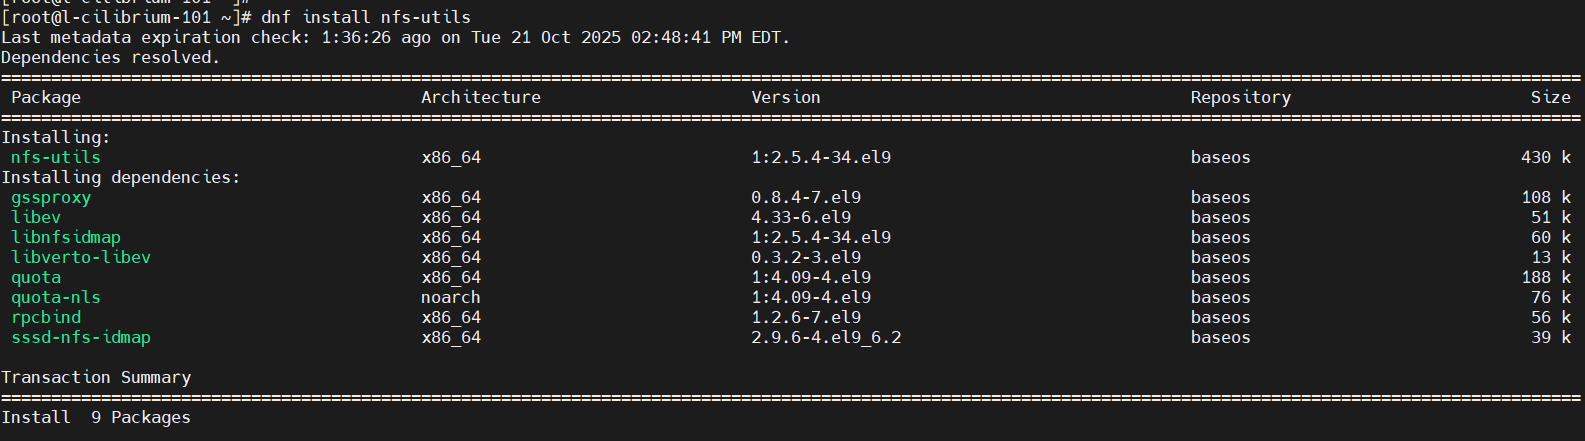 [root@l-cilibrium-101 ~]#
[root@l-cilibrium-101 ~]# dnf install nfs-utils
Last metadata expiration check: 1:36:26 ago on Tue 21 Oct 2025 02:48:41 PM EDT.
Dependencies resolved.
================================================================================
Package Architecture Version Repository Size
================================================================================
Installing:
nfs-utils x86_64 1:2.5.4-34.el9 baseos 430 k
Installing dependencies:
gssproxy x86_64 0.8.4-7.el9 baseos 108 k
libev x86_64 4.33-6.el9 baseos 51 k
libnfsidmap x86_64 1:2.5.4-34.el9 baseos 60 k
libverto-libev x86_64 0.3.2-3.el9 baseos 13 k
quota x86_64 1:4.09-4.el9 baseos 188 k
quota-nls noarch 1:4.09-4.el9 baseos 76 k
rpcbind x86_64 1.2.6-7.el9 baseos 56 k
sssd-nfs-idmap x86_64 2.9.6-4.el9_6.2 baseos 39 k
Transaction Summary
================================================================================
Install 9 Packages